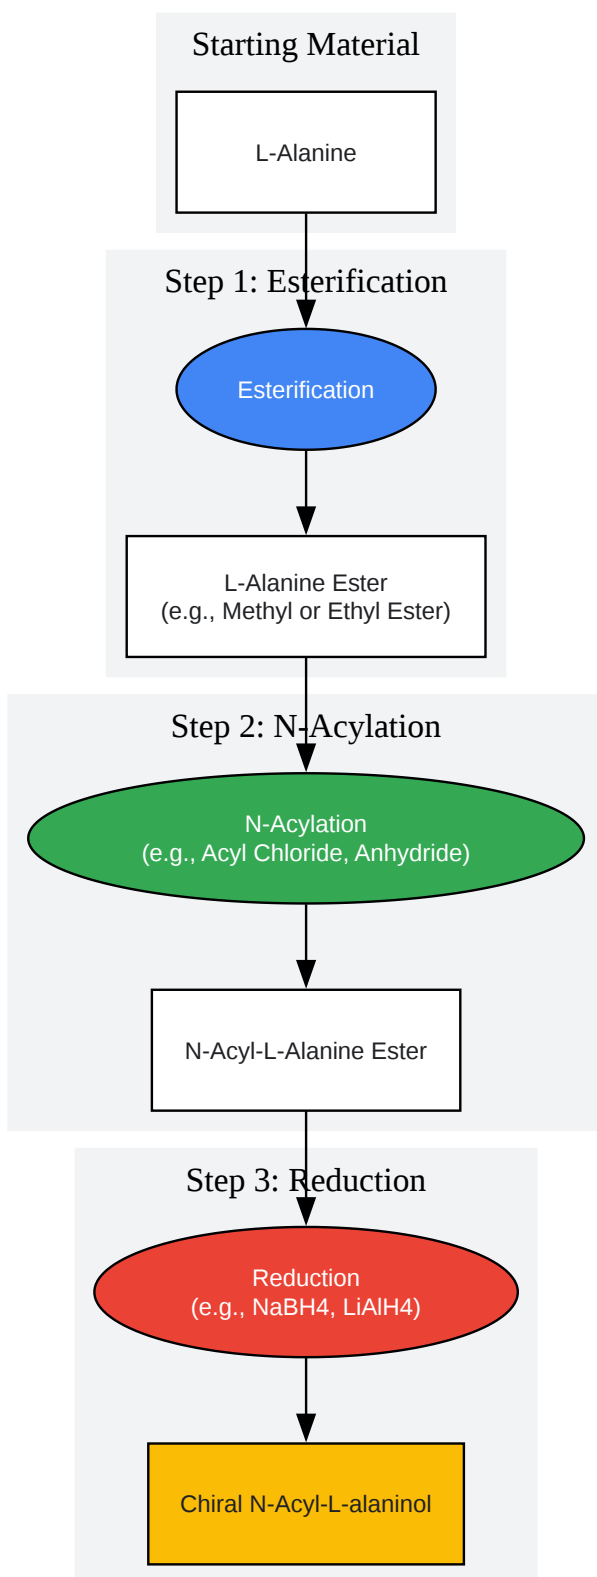 Starting Material
L-Alanine
Step 1: Esterification
Esterification
L-Alanine Ester
(e.g., Methyl or Ethyl Ester)
Step 2: N-Acylation
N-Acylation
(e.g., Acyl Chloride, Anhydride)
N-Acyl-L-Alanine Ester
Step 3: Reduction
Reduction
(e.g., NaBH4, LiAlH4)
Chiral N-Acyl-L-alaninol